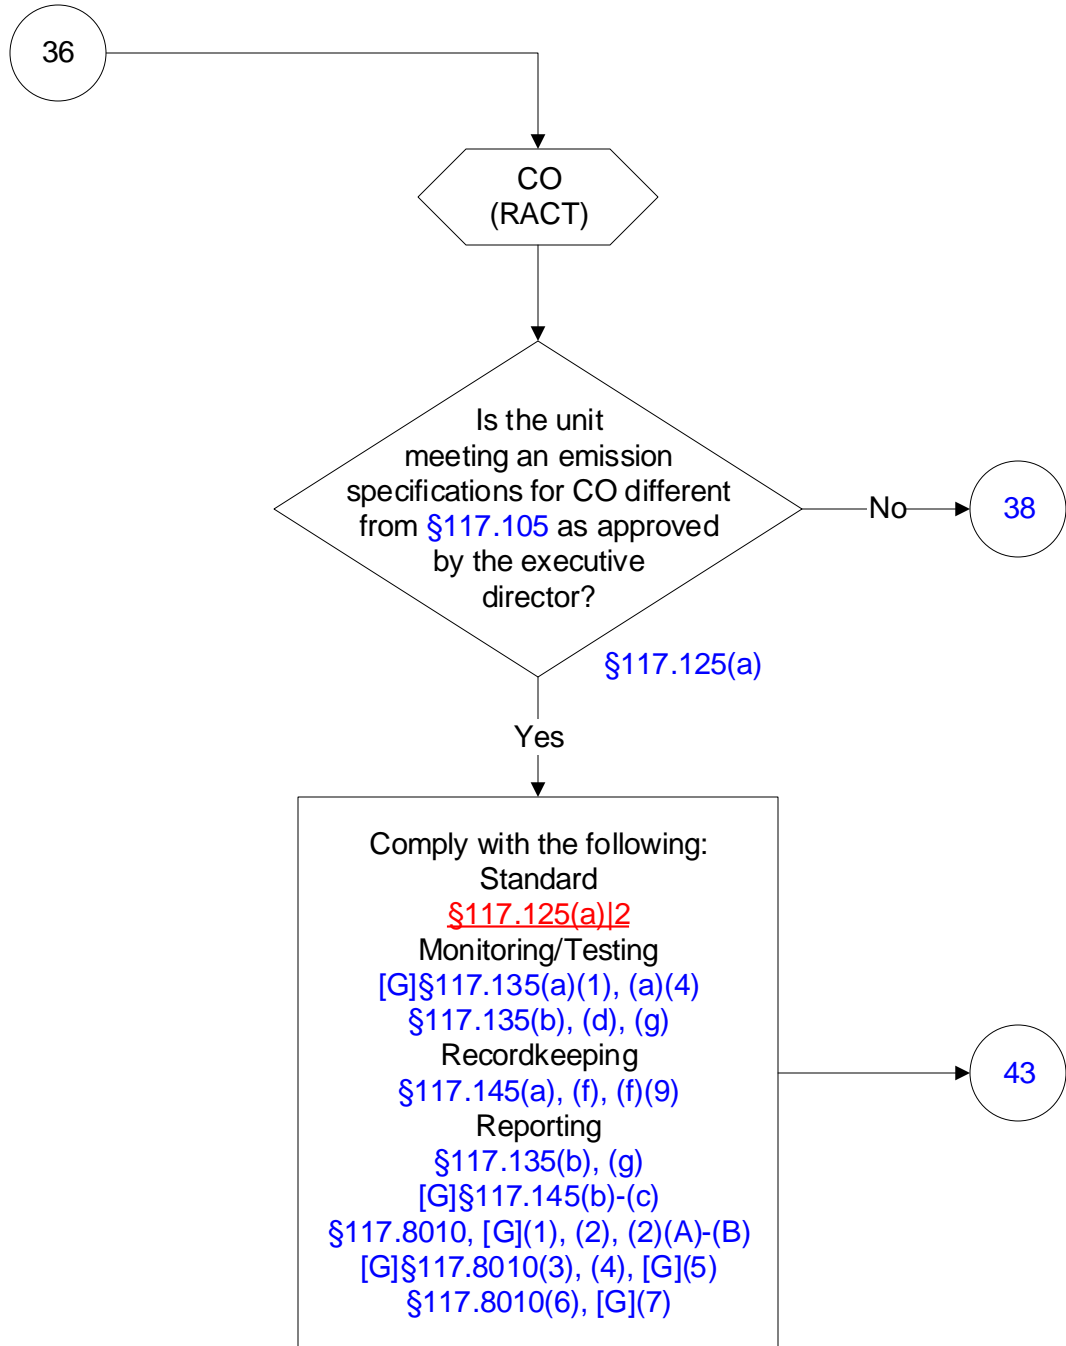 36
CO
(RACT)
Is the unit
meeting an emission
specifications for CO different
from §117.105 as approved
by the executive
director?
No
38
§117.125(a)
Yes
Comply with the following:
Standard
§117.125(a)|2
Monitoring/Testing
[G]§117.135(a)(1), (a)(4)
§117.135(b), (d), (g)
Recordkeeping
§117.145(a), (f), (f)(9)
Reporting
§117.135(b), (g)
[G]§117.145(b)-(c)
§117.8010, [G](1), (2), (2)(A)-(B)
[G]§117.8010(3), (4), [G](5)
§117.8010(6), [G](7)
43